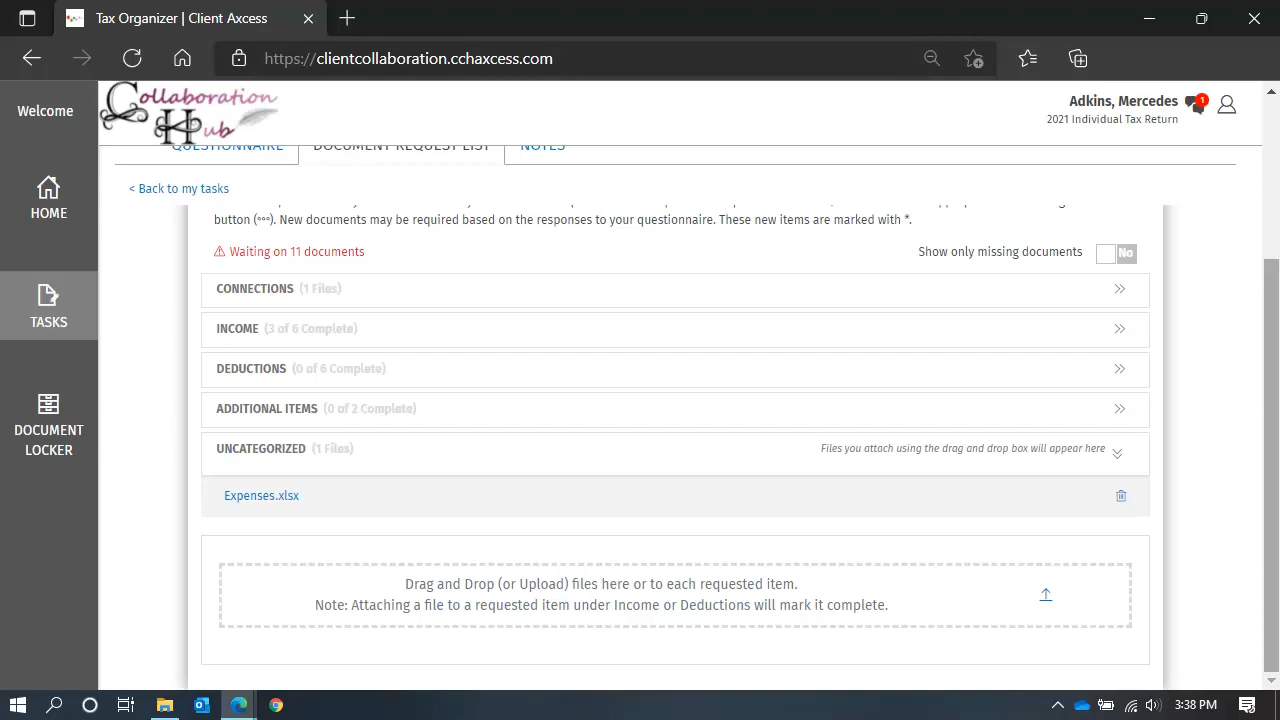 Tax Organizer | Client Axcess
https://clientcollaboration.cchaxcess.com
Welcome
Collaboration
Hub
Adkins, Mercedes
1
2021 Individual Tax Return
QUESTIONNAIRE
DOCUMENT REQUEST LIST
NOTES
< Back to my tasks
HOME
button (°°°). New documents may be required based on the responses to your questionnaire. These new items are marked with *.
Waiting on 11 documents
Show only missing documents
No
CONNECTIONS (1 Files)
INCOME (3 of 6 Complete)
TASKS
DEDUCTIONS (0 of 6 Complete)
ADDITIONAL ITEMS (0 of 2 Complete)
DOCUMENT
LOCKER
UNCATEGORIZED (1 Files)
Files you attach using the drag and drop box will appear here
Expenses.xlsx
Drag and Drop (or Upload) files here or to each requested item.
Note: Attaching a file to a requested item under Income or Deductions will mark it complete.
3:38 PM